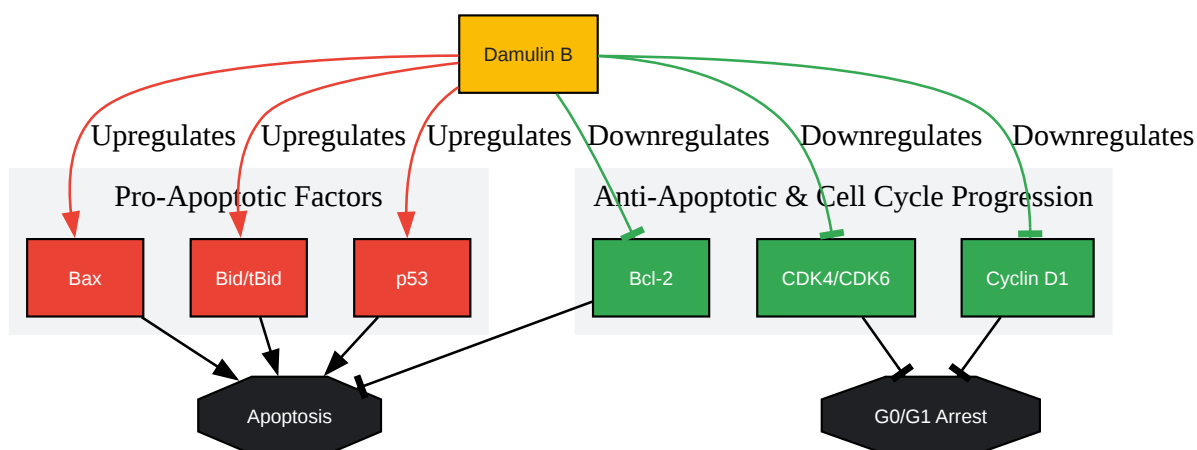 Damulin B
Upregulates
Upregulates
Upregulates
Downregulates
Downregulates
Downregulates
Pro-Apoptotic Factors
Anti-Apoptotic & Cell Cycle Progression
Bax
Bid/tBid
p53
Bcl-2
CDK4/CDK6
Cyclin D1
Apoptosis
G0/G1 Arrest